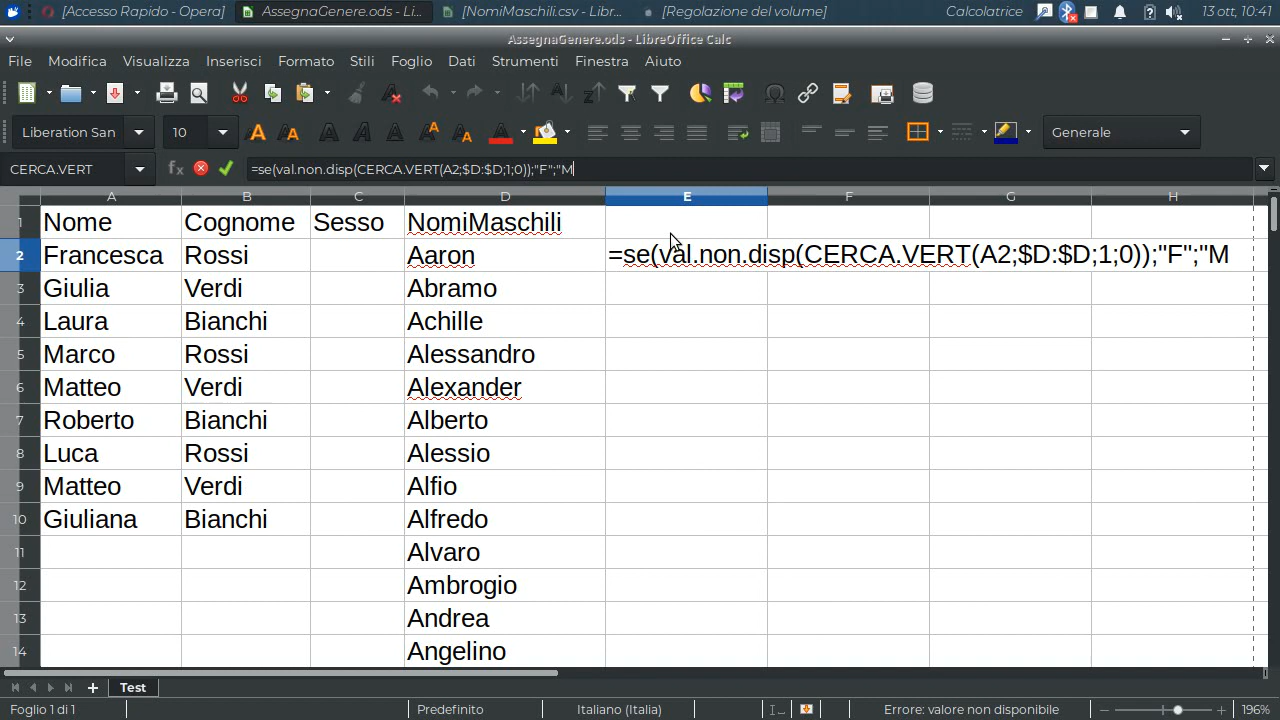 [Accesso Rapido - Opera] AssegnaGenere.ods - Li... [NomiMaschili.csv - Libr... [Regolazione del volume] Calcolatrice 13 ott, 10:41
AssegnaGenere.ods - LibreOffice Calc
File Modifica Visualizza Inserisci Formato Stili Foglio Dati Strumenti Finestra Aiuto
Liberation San 10 Generale
CERCA.VERT =se(val.non.disp(CERCA.VERT(A2;$D:$D;1;0));"F";"M
A B C D E F G H
1 Nome Cognome Sesso NomiMaschili
2 Francesca Rossi Aaron =se(val.non.disp(CERCA.VERT(A2;$D:$D;1;0));"F";"M
3 Giulia Verdi Abramo
4 Laura Bianchi Achille
5 Marco Rossi Alessandro
6 Matteo Verdi Alexander
7 Roberto Bianchi Alberto
8 Luca Rossi Alessio
9 Matteo Verdi Alfio
10 Giuliana Bianchi Alfredo
11 Alvaro
12 Ambrogio
13 Andrea
14 Angelino
Test
Foglio 1 di 1 Predefinito Italiano (Italia) Errore: valore non disponibile 196%